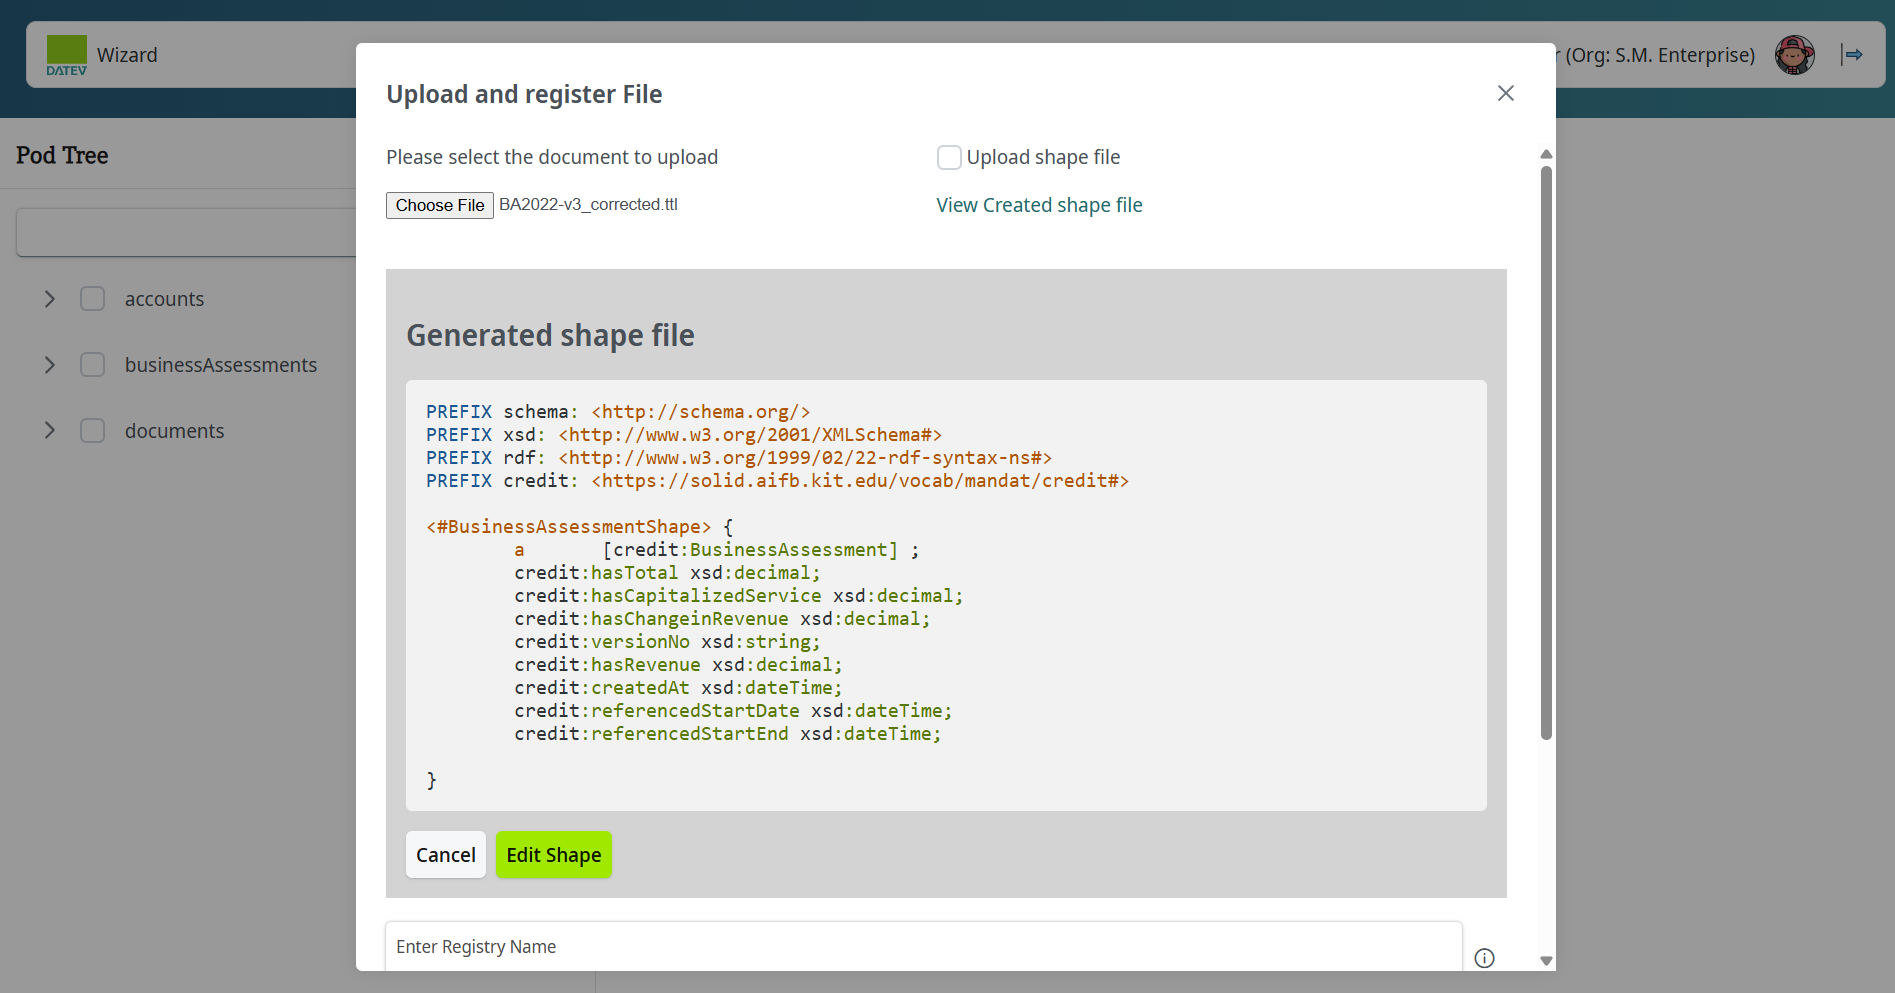 DATEV
Wizard
r (Org: S.M. Enterprise)
Pod Tree
accounts
businessAssessments
documents
Upload and register File
Please select the document to upload
Upload shape file
Choose File BA2022-v3_corrected.ttl
View Created shape file
Generated shape file
PREFIX schema: <http://schema.org/>
PREFIX xsd: <http://www.w3.org/2001/XMLSchema#>
PREFIX rdf: <http://www.w3.org/1999/02/22-rdf-syntax-ns#>
PREFIX credit: <https://solid.aifb.kit.edu/vocab/mandat/credit#>
<#BusinessAssessmentShape> {
a [credit:BusinessAssessment] ;
credit:hasTotal xsd:decimal;
credit:hasCapitalizedService xsd:decimal;
credit:hasChangeinRevenue xsd:decimal;
credit:versionNo xsd:string;
credit:hasRevenue xsd:decimal;
credit:createdAt xsd:dateTime;
credit:referencedStartDate xsd:dateTime;
credit:referencedStartEnd xsd:dateTime;
}
Cancel
Edit Shape
Enter Registry Name